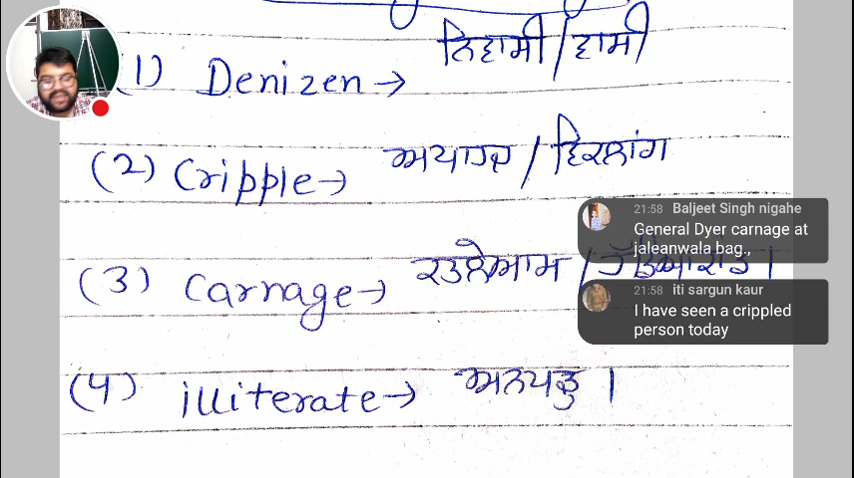 (1) Denizen → ਨਿਵਾਸੀ / ਵਾਸੀ
(2) Cripple → ਅਪਾਹਜ / ਵਿਕਲਾਂਗ
21:58 Baljeet Singh nigahe
General Dyer carnage at
jaleanwala bag.,
(3) Carnage → ਕਤਲੇਆਮ /
21:58 iti sargun kaur
I have seen a crippled
person today
(4) illiterate → ਅਨਪੜ੍ਹ ।